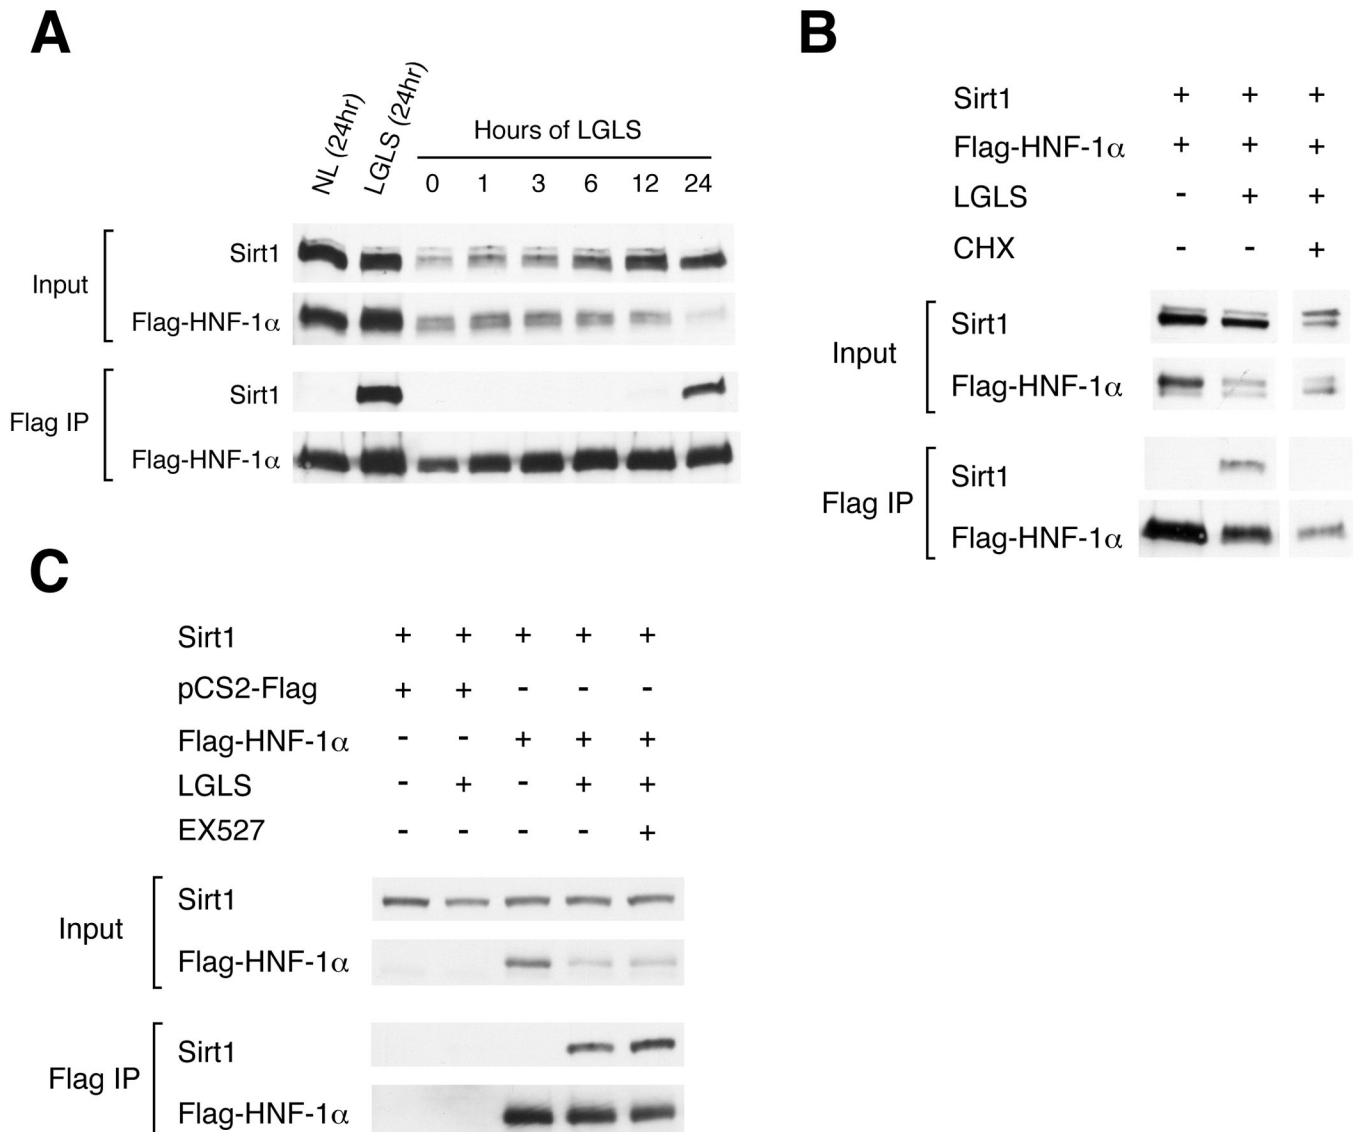 A
NL (24hr)
LGLS (24hr)
Hours of LGLS
0 1 3 6 12 24
Input
Sirt1
Flag-HNF-1α
Flag IP
Sirt1
Flag-HNF-1α
B
Sirt1 + + +
Flag-HNF-1α + + +
LGLS - + +
CHX - - +
Input
Sirt1
Flag-HNF-1α
Flag IP
Sirt1
Flag-HNF-1α
C
Sirt1 + + + + +
pCS2-Flag + + - - -
Flag-HNF-1α - - + + +
LGLS - + - + +
EX527 - - - - +
Input
Sirt1
Flag-HNF-1α
Flag IP
Sirt1
Flag-HNF-1α